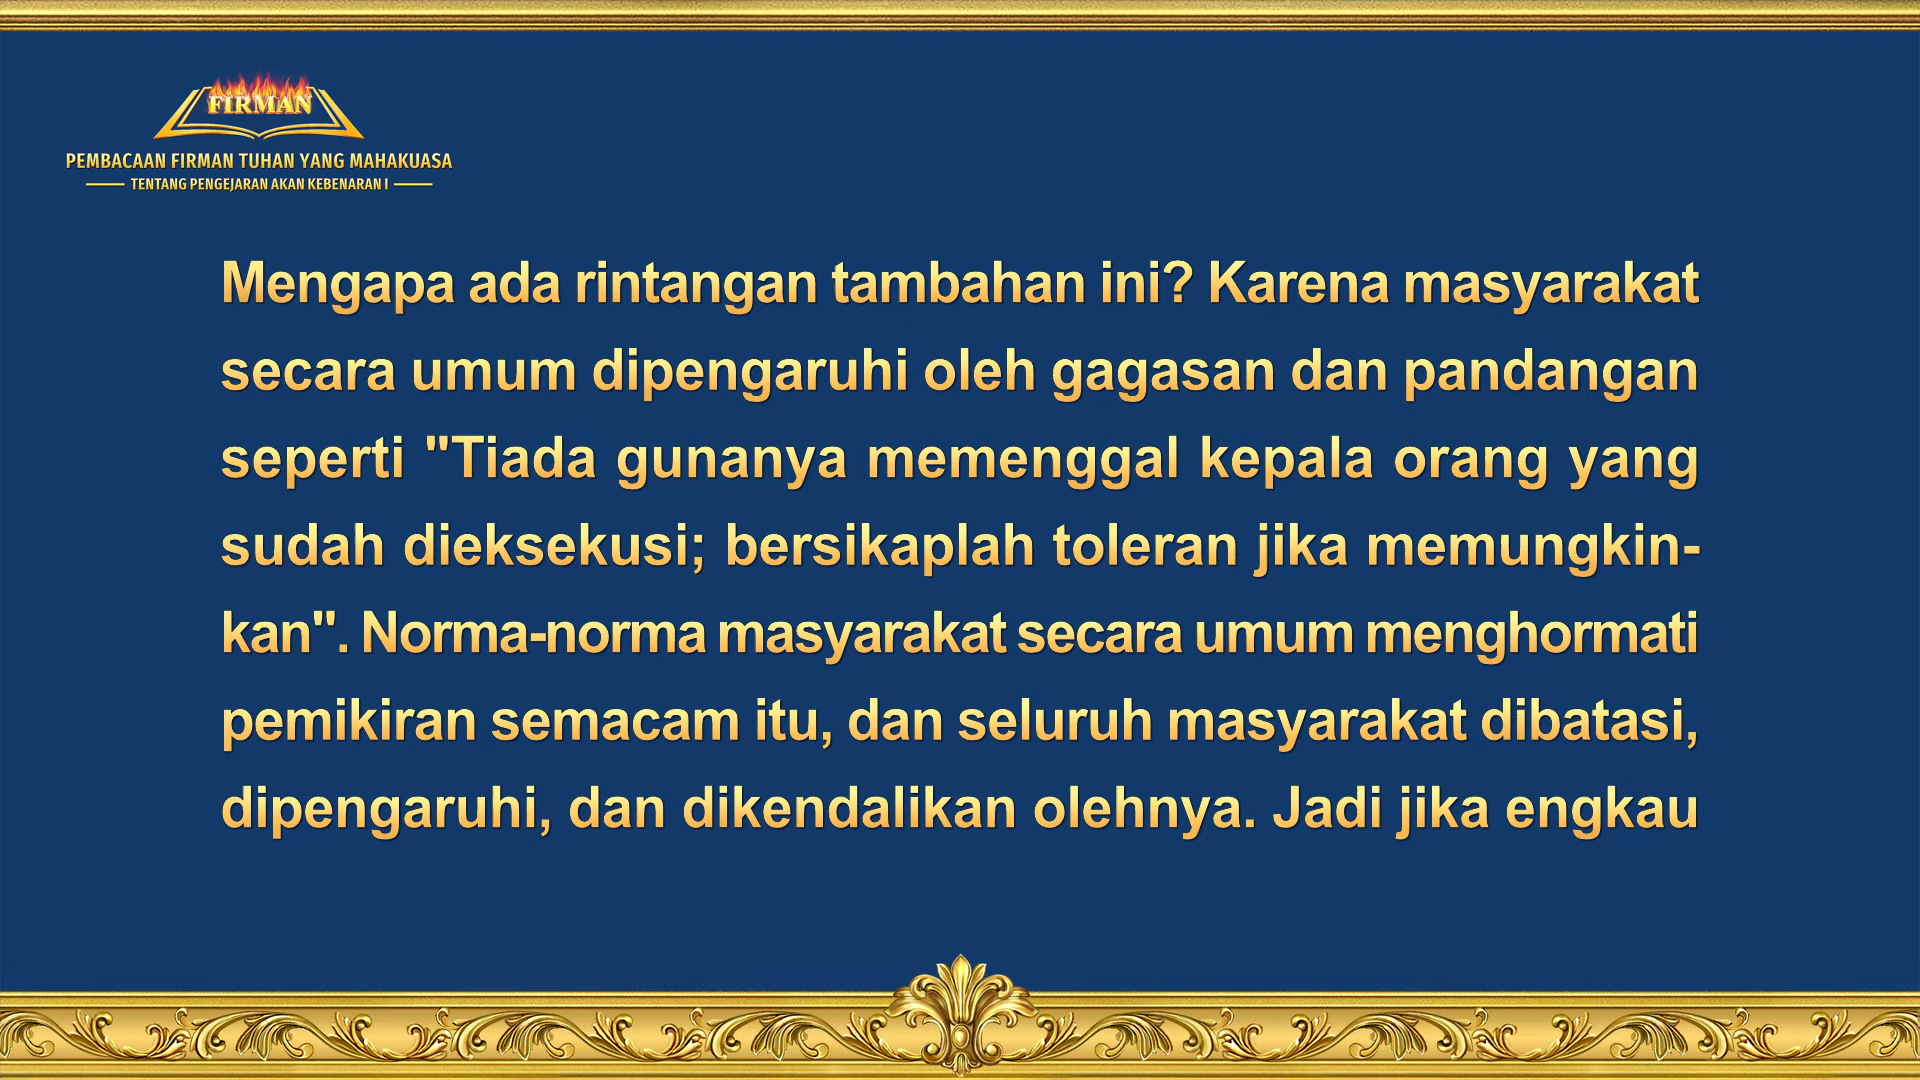 FIRMAN
PEMBACAAN FIRMAN TUHAN YANG MAHAKUASA
TENTANG PENGEJARAN AKAN KEBENARAN I
Mengapa ada rintangan tambahan ini? Karena masyarakat
secara umum dipengaruhi oleh gagasan dan pandangan
seperti "Tiada gunanya memenggal kepala orang yang
sudah dieksekusi; bersikaplah toleran jika memungkin-
kan". Norma-norma masyarakat secara umum menghormati
pemikiran semacam itu, dan seluruh masyarakat dibatasi,
dipengaruhi, dan dikendalikan olehnya. Jadi jika engkau